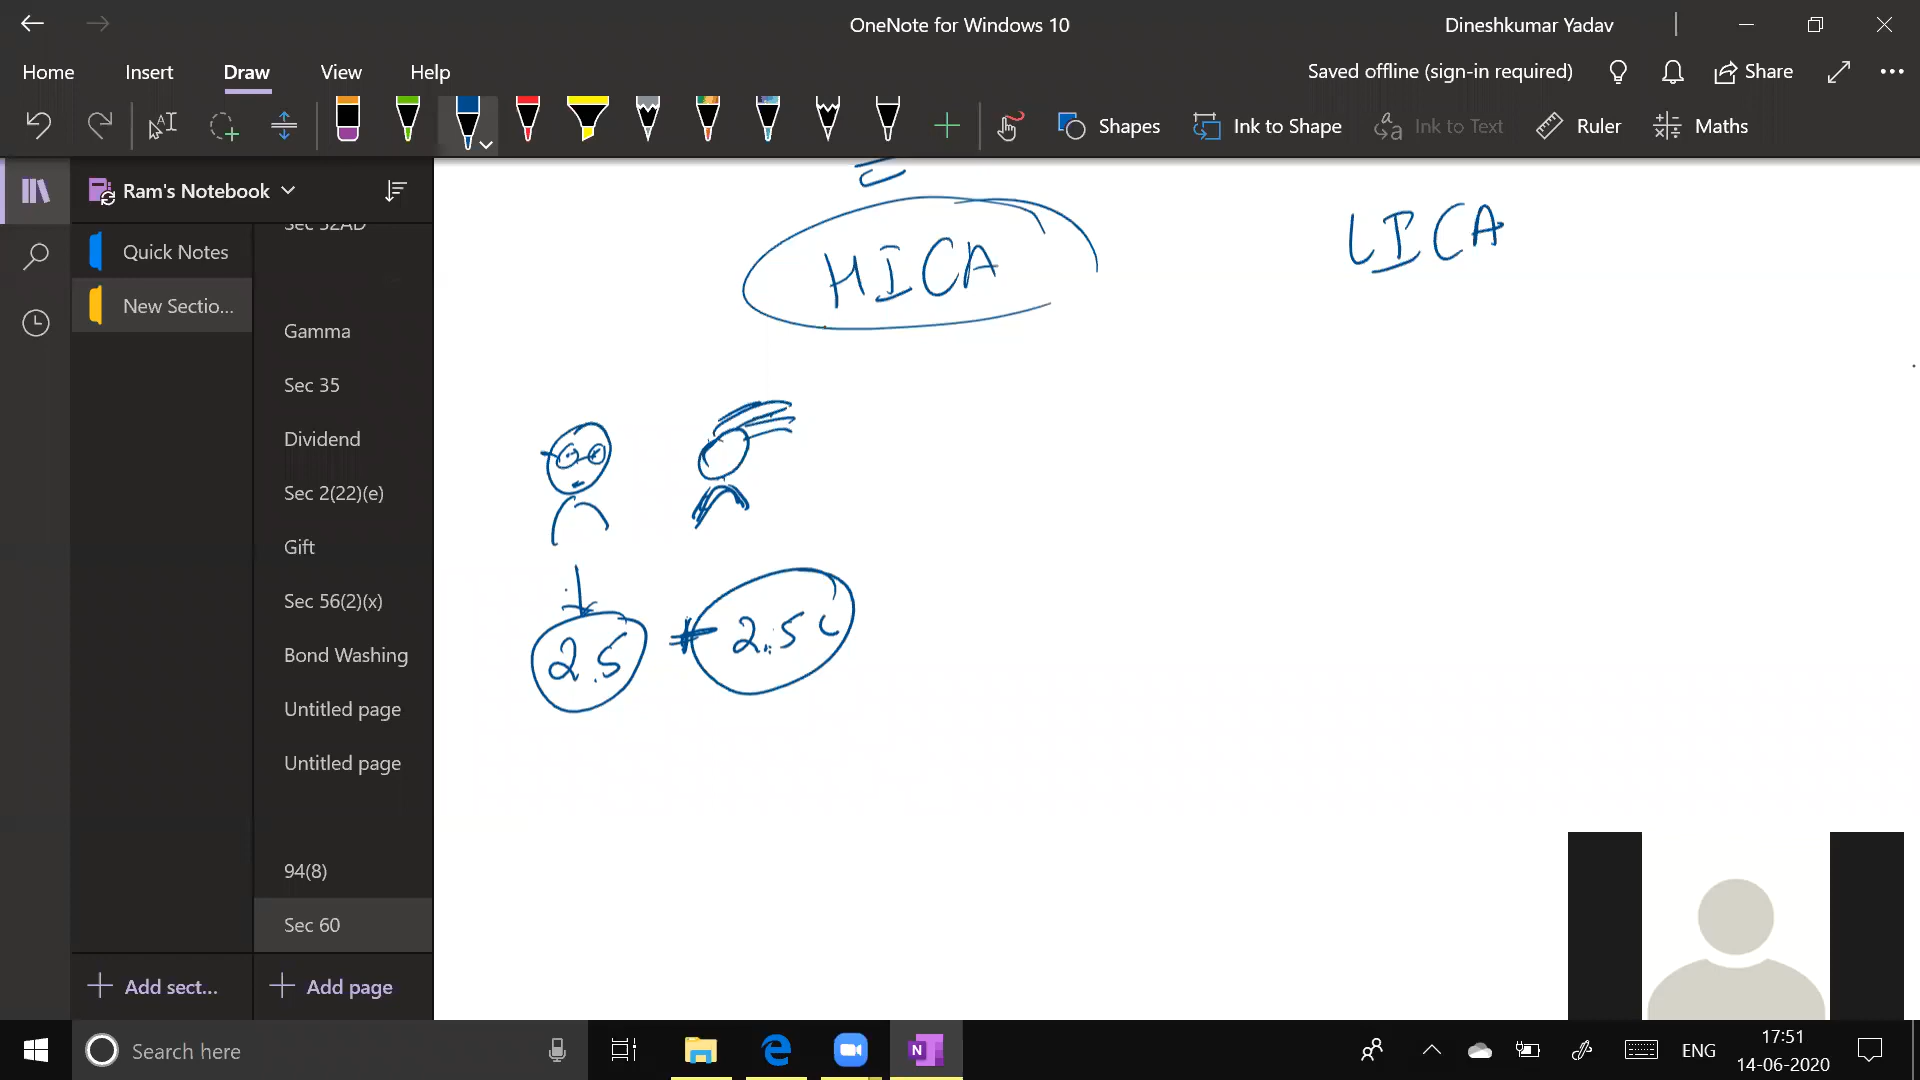 OneNote for Windows 10
Dineshkumar Yadav
Home
Insert
Draw
View
Help
Saved offline (sign-in required)
Share
Shapes
Ink to Shape
Ink to Text
Ruler
Maths
Ram's Notebook
Quick Notes
New Sectio...
Sec 52AD
Gamma
Sec 35
Dividend
Sec 2(22)(e)
Gift
Sec 56(2)(x)
Bond Washing
Untitled page
Untitled page
94(8)
Sec 60
Add sect...
Add page
HICA
LICA
2.5 + 2.5 L
Search here
ENG
17:51
14-06-2020